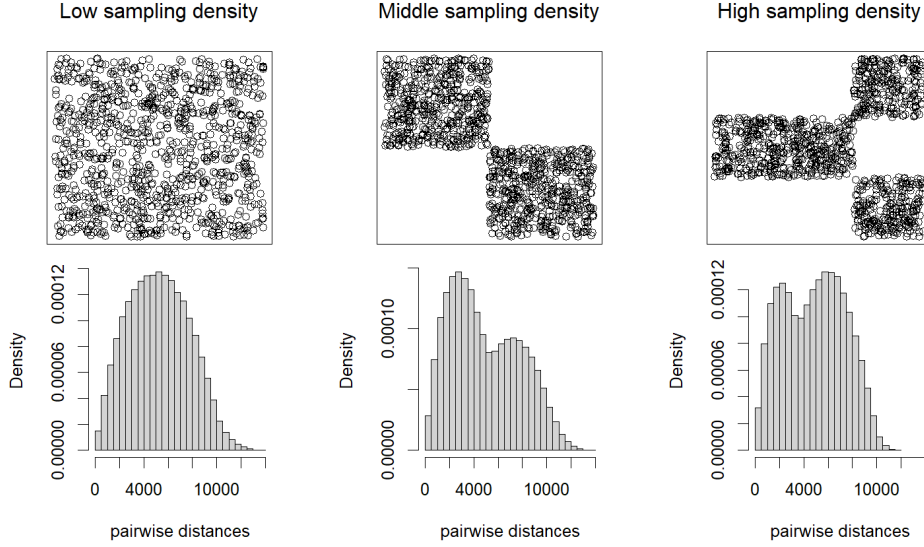 Low sampling density
Middle sampling density
High sampling density
Density
0.00000
0.00006
0.00012
0
4000
10000
pairwise distances
Density
0.00000
0.00010
0
4000
10000
pairwise distances
Density
0.00000
0.00006
0.00012
0
4000
10000
pairwise distances